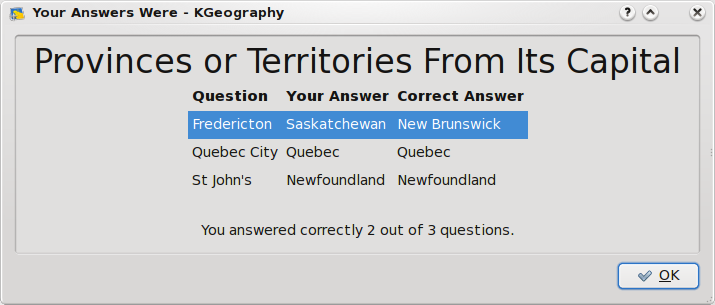 Your Answers Were - KGeography
Provinces or Territories From Its Capital
Question Your Answer Correct Answer
Fredericton Saskatchewan New Brunswick
Quebec City Quebec Quebec
St John's Newfoundland Newfoundland
You answered correctly 2 out of 3 questions.
OK